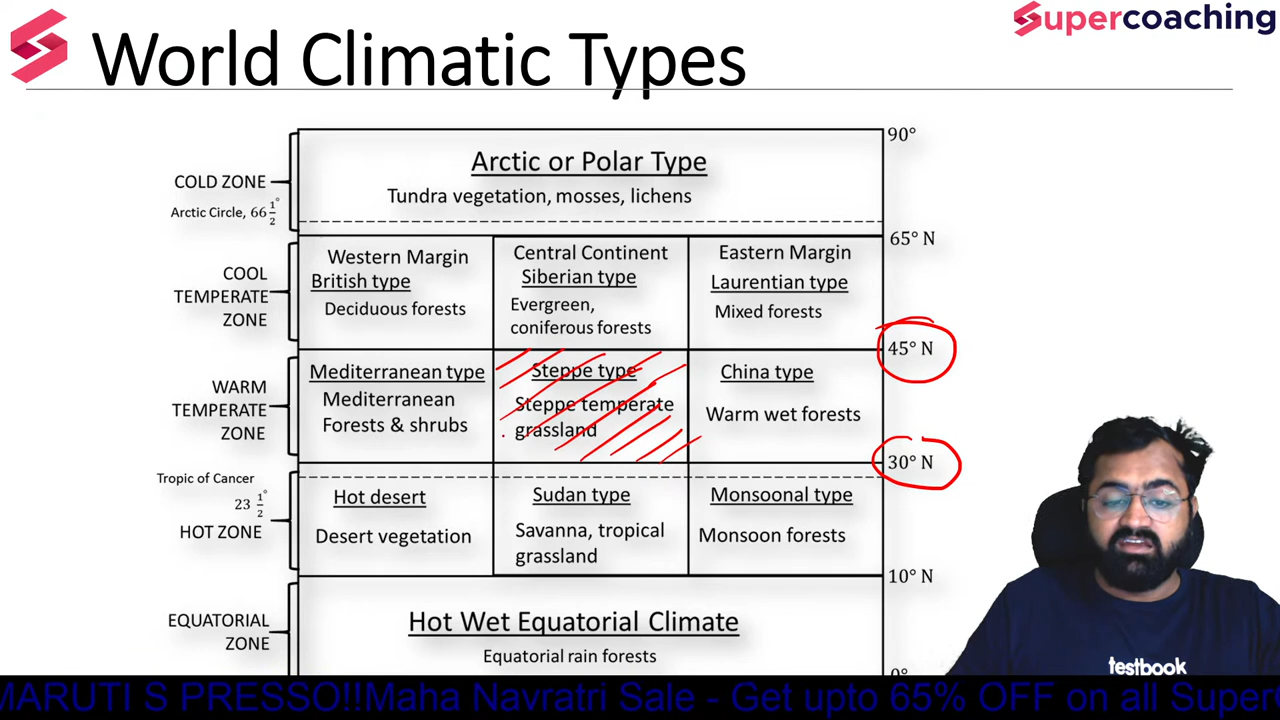 Supercoaching
World Climatic Types
90°
Arctic or Polar Type
COLD ZONE
Tundra vegetation, mosses, lichens
Arctic Circle, 66 1/2°
65° N
Western Margin
Central Continent
Eastern Margin
British type
Siberian type
Laurentian type
COOL
TEMPERATE
ZONE
Deciduous forests
Evergreen,
coniferous forests
Mixed forests
45° N
Mediterranean type
Steppe type
China type
WARM
TEMPERATE
ZONE
Mediterranean
Forests & shrubs
Steppe temperate
grassland
Warm wet forests
30° N
Tropic of Cancer
23 1/2°
HOT ZONE
Hot desert
Sudan type
Monsoonal type
Desert vegetation
Savanna, tropical
grassland
Monsoon forests
10° N
EQUATORIAL
ZONE
Hot Wet Equatorial Climate
Equatorial rain forests
0°
testbook
MARUTI S PRESSO!!Maha Navratri Sale - Get upto 65% OFF on all Super